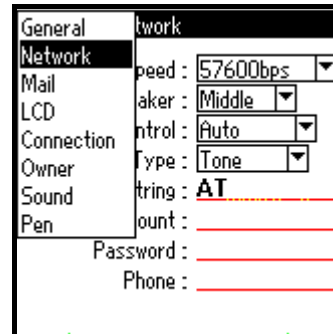 General
Network
Mail
LCD
Connection
Owner
Sound
Pen
twork
peed : 57600bps
aker : Middle
ntrol : Auto
Type : Tone
tring : AT
ount :
Password :
Phone :